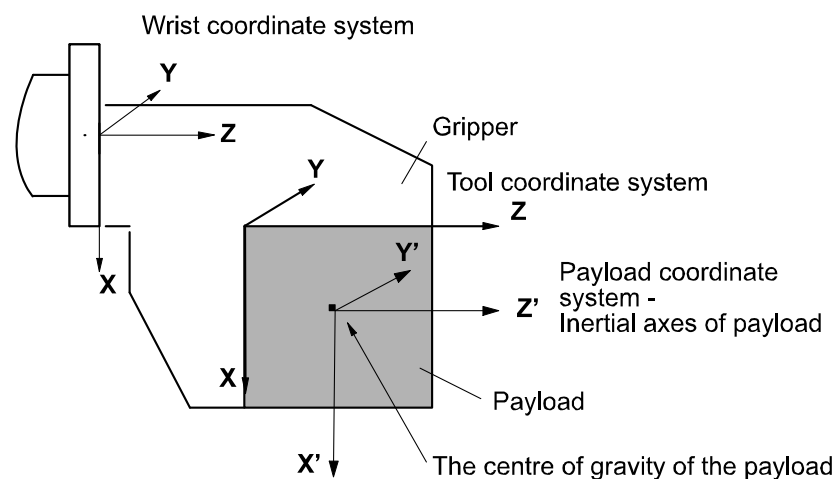 Wrist coordinate system
Y
Z
X
Gripper
Tool coordinate system
Y
Z
X
Y’
Z’
X’
Payload coordinate
system -
Inertial axes of payload
Payload
The centre of gravity of the payload